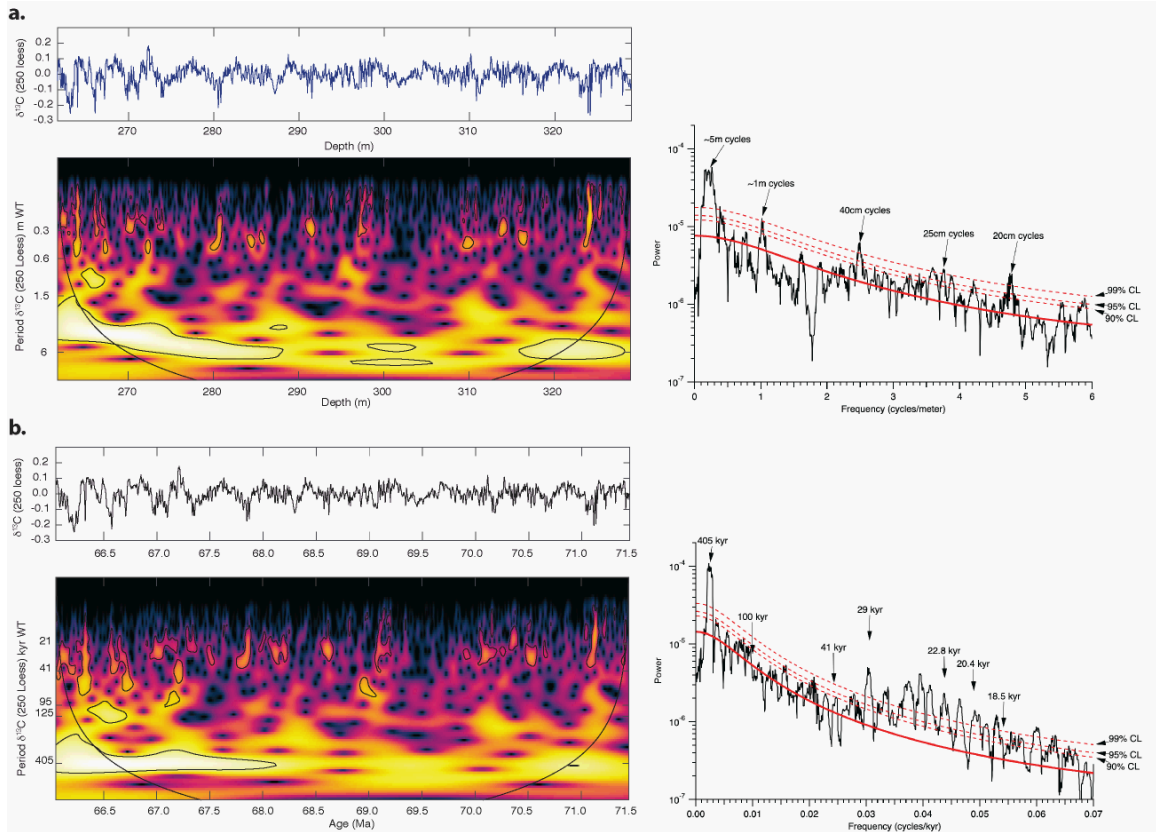 a.
δ¹³C (250 loess)
0.2
0.1
0.0
-0.1
-0.2
-0.3
270 280 290 300 310 320
Depth (m)
Period δ¹³C (250 Loess) m WT
0.3
0.6
1.5
6
270 280 290 300 310 320
Depth (m)
10⁻⁴
10⁻⁵
10⁻⁶
10⁻⁷
Power
~5m cycles
~1m cycles
40cm cycles
25cm cycles
20cm cycles
99% CL
95% CL
90% CL
0 1 2 3 4 5 6
Frequency (cycles/meter)
b.
δ¹³C (250 loess)
0.2
0.1
0.0
-0.1
-0.2
-0.3
66.5 67.0 67.5 68.0 68.5 69.0 69.5 70.0 70.5 71.0 71.5
Period δ¹³C (250 Loess) kyr WT
21
41
95
125
405
66.5 67.0 67.5 68.0 68.5 69.0 69.5 70.0 70.5 71.0 71.5
Age (Ma)
10⁻⁴
10⁻⁵
10⁻⁶
10⁻⁷
Power
405 kyr
100 kyr
41 kyr
29 kyr
22.8 kyr
20.4 kyr
18.5 kyr
99% CL
95% CL
90% CL
0.00 0.01 0.02 0.03 0.04 0.05 0.06 0.07
Frequency (cycles/kyr)